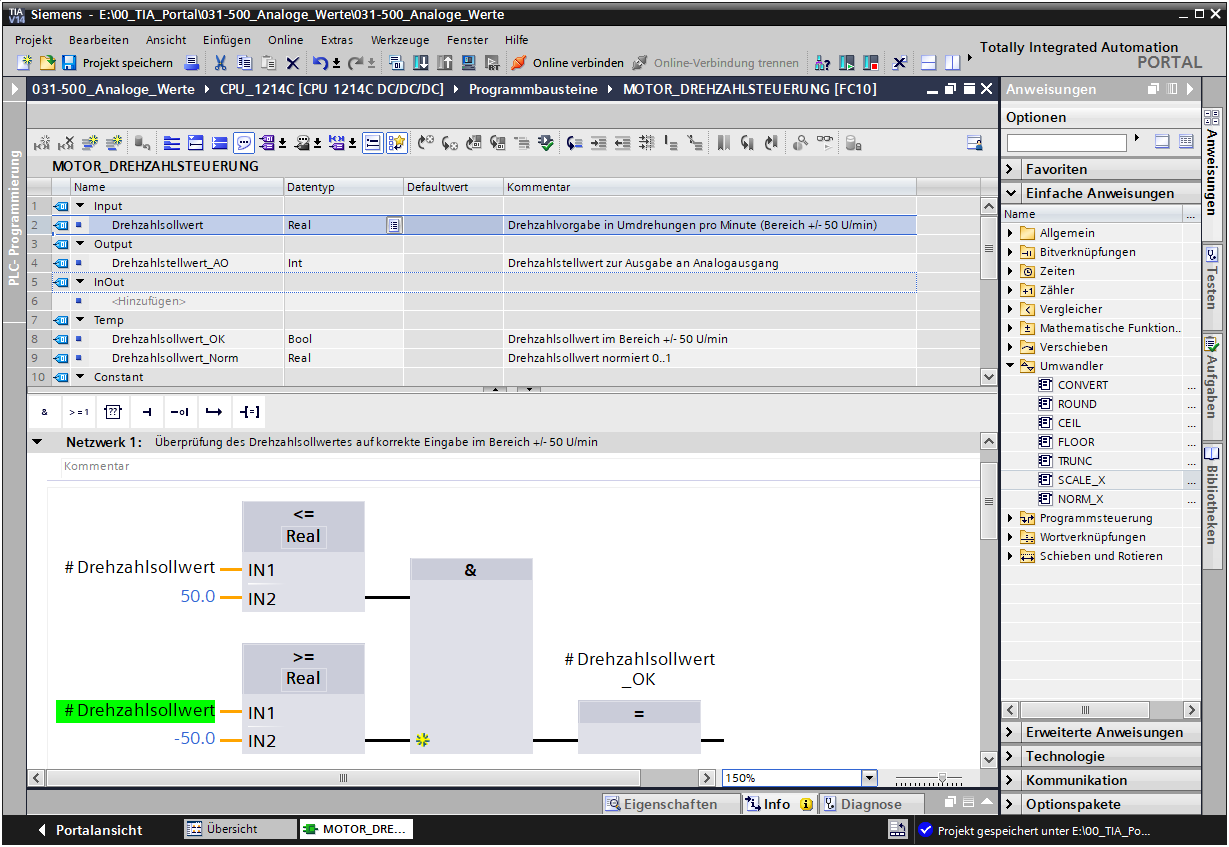 TIA V14 Siemens - E:\00_TIA_Portal\031-500_Analoge_Werte\031-500_Analoge_Werte
Projekt Bearbeiten Ansicht Einfügen Online Extras Werkzeuge Fenster Hilfe
Totally Integrated Automation
PORTAL
Projekt speichern Online verbinden Online-Verbindung trennen
031-500_Analoge_Werte CPU_1214C [CPU 1214C DC/DC/DC] Programmbausteine MOTOR_DREHZAHLSTEUERUNG [FC10]
PLC-Programmierung
MOTOR_DREHZAHLSTEUERUNG
Name Datentyp Defaultwert Kommentar
1 Input
2 Drehzahlsollwert Real Drehzahlvorgabe in Umdrehungen pro Minute (Bereich +/- 50 U/min)
3 Output
4 Drehzahlstellwert_AO Int Drehzahlstellwert zur Ausgabe an Analogausgang
5 InOut
6 <Hinzufügen>
7 Temp
8 Drehzahlsollwert_OK Bool Drehzahlsollwert im Bereich +/- 50 U/min
9 Drehzahlsollwert_Norm Real Drehzahlsollwert normiert 0..1
10 Constant
& >=1 ?? -o| -[=]
Netzwerk 1: Überprüfung des Drehzahlsollwertes auf korrekte Eingabe im Bereich +/- 50 U/min
Kommentar
<=
Real
#Drehzahlsollwert IN1
50.0 IN2
&
>=
Real
#Drehzahlsollwert IN1
-50.0 IN2
#Drehzahlsollwert
_OK
=
150%
Eigenschaften Info Diagnose
Anweisungen
Optionen
Favoriten
Einfache Anweisungen
Name ...
Allgemein
Bitverknüpfungen
Zeiten
Zähler
Vergleicher
Mathematische Funktion..
Verschieben
Umwandler
CONVERT ...
ROUND ...
CEIL ...
FLOOR ...
TRUNC ...
SCALE_X ...
NORM_X ...
Programmsteuerung
Wortverknüpfungen
Schieben und Rotieren
Erweiterte Anweisungen
Technologie
Kommunikation
Optionspakete
Anweisungen
Testen
Aufgaben
Bibliotheken
Portalansicht Übersicht MOTOR_DRE... Projekt gespeichert unter E:\00_TIA_Po...